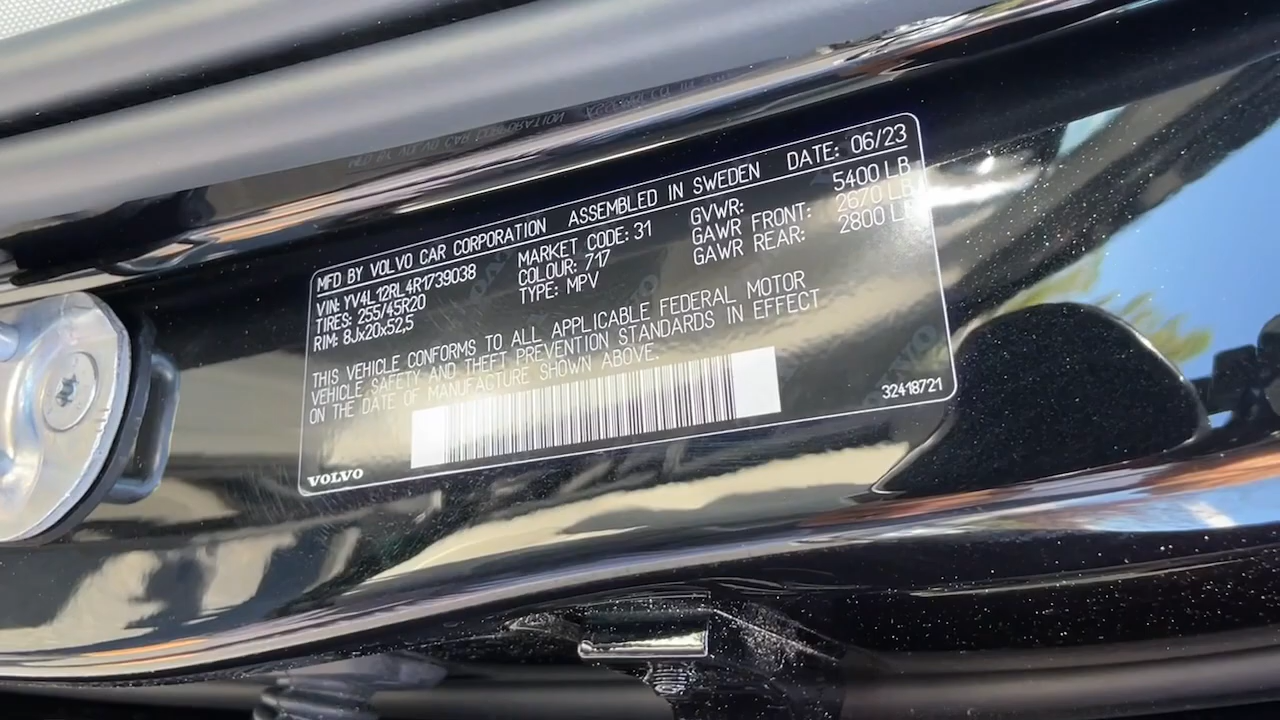 MFD BY VOLVO CAR CORPORATION ASSEMBLED IN SWEDEN DATE: 06/23
VIN: YV4L12RL4R1739038 MARKET CODE: 31 GVWR: 5400 LB
TIRES: 255/45R20 COLOUR: 717 GAWR FRONT: 2670 LB
RIM: 8Jx20x52,5 TYPE: MPV GAWR REAR: 2800 LB
THIS VEHICLE CONFORMS TO ALL APPLICABLE FEDERAL MOTOR
VEHICLE SAFETY AND THEFT PREVENTION STANDARDS IN EFFECT
ON THE DATE OF MANUFACTURE SHOWN ABOVE.
32418721
VOLVO